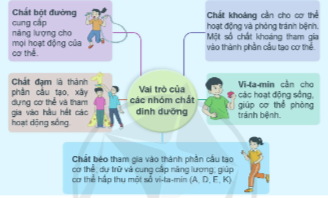 Chất bột đường
cung cấp
năng lượng cho
mọi hoạt động của
cơ thể.
Chất khoáng cần cho cơ thể
hoạt động và phòng tránh bệnh.
Một số chất khoáng tham gia
vào thành phần cấu tạo cơ thể.
Vai trò của
các nhóm chất
dinh dưỡng
Chất đạm là thành
phần cấu tạo, xây
dựng cơ thể và tham
gia vào hầu hết các
hoạt động sống.
Vi-ta-min cần cho
các hoạt động sống,
giúp cơ thể phòng
tránh bệnh.
Chất béo tham gia vào thành phần cấu tạo
cơ thể; dự trữ và cung cấp năng lượng, giúp
cơ thể hấp thu một số vi-ta-min (A, D, E, K)